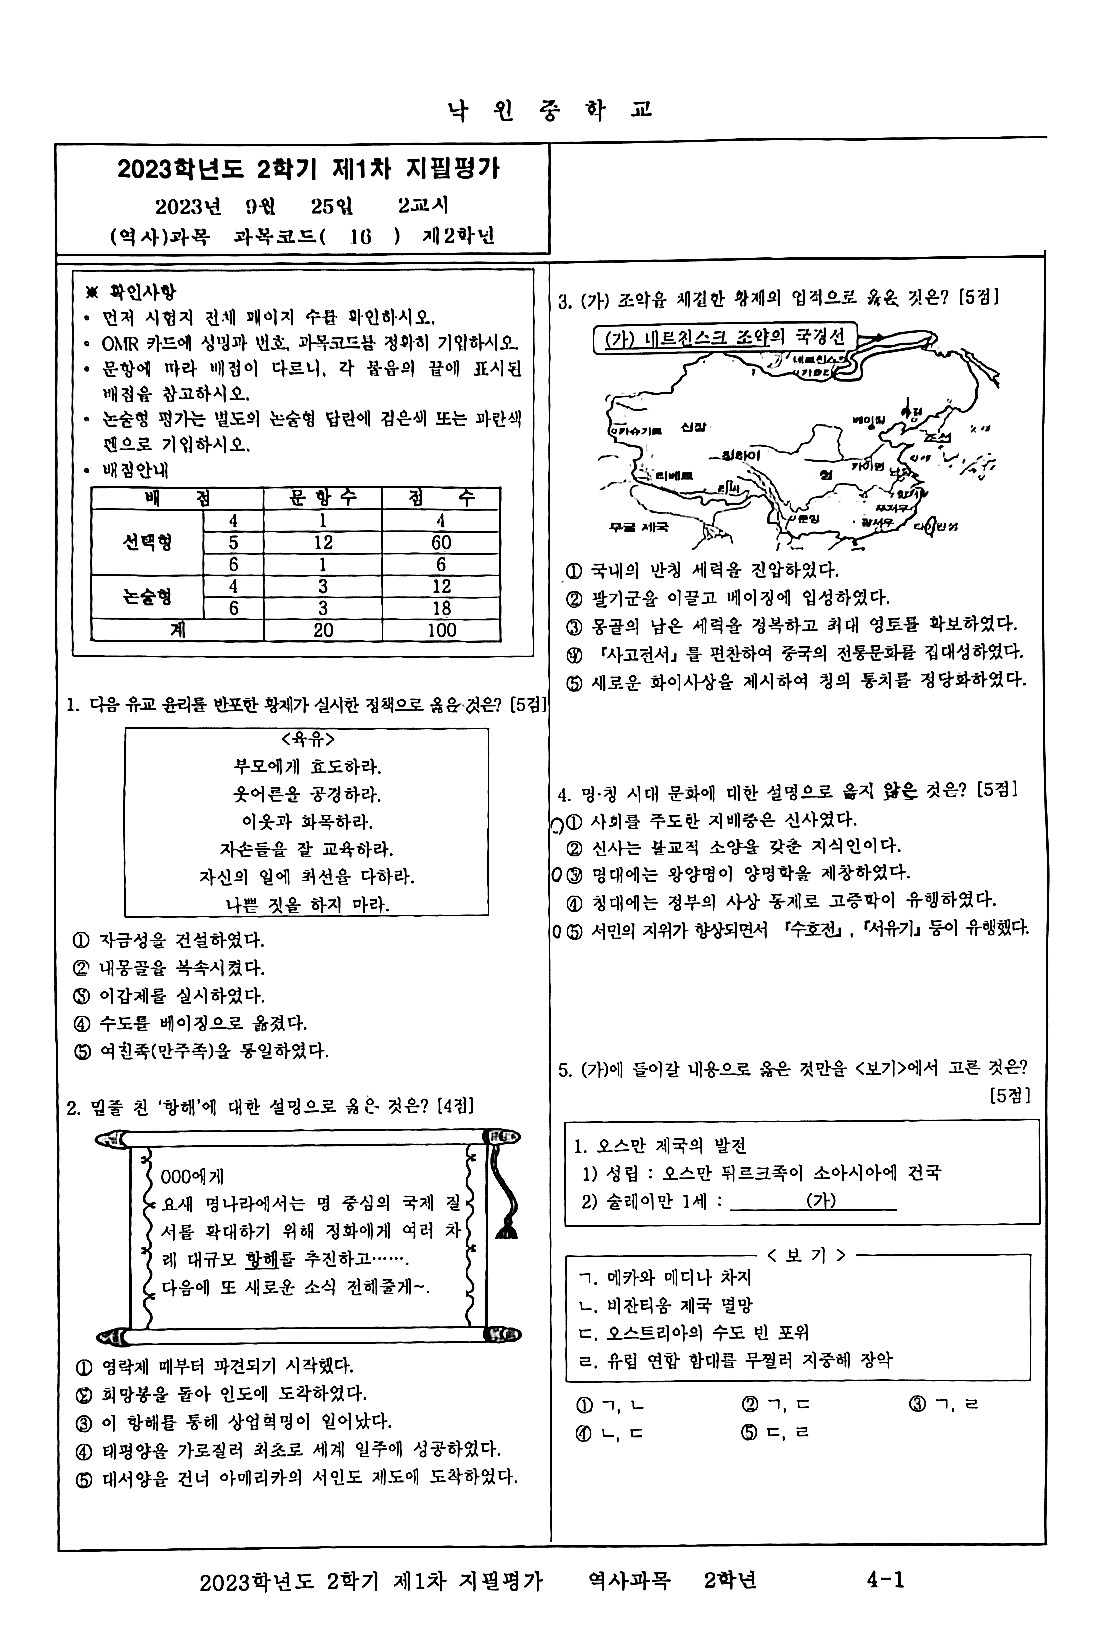 낙 원 중 학 교
2023학년도 2학기 제1차 지필평가
2023년 9월 25일 2교시
(역사)과목 과목코드( 16 ) 제2학년
※ 확인사항
• 먼저 시험지 전체 페이지 수를 확인하시오.
• OMR 카드에 성명과 번호, 과목코드를 정확히 기입하시오.
• 문항에 따라 배점이 다르니, 각 물음의 끝에 표시된
배점을 참고하시오.
• 논술형 평가는 별도의 논술형 답란에 검은색 또는 파란색
펜으로 기입하시오.
• 배점안내
배 점 문 항 수 점 수
선택형 4 1 4
5 12 60
6 1 6
논술형 4 3 12
6 3 18
계 20 100
1. 다음 유교 윤리를 반포한 황제가 실시한 정책으로 옳은 것은? [5점]
<육유>
부모에게 효도하라.
웃어른을 공경하라.
이웃과 화목하라.
자손들을 잘 교육하라.
자신의 일에 최선을 다하라.
나쁜 짓을 하지 마라.
① 자금성을 건설하였다.
② 내몽골을 복속시켰다.
③ 이갑제를 실시하였다.
④ 수도를 베이징으로 옮겼다.
⑤ 여진족(만주족)을 통일하였다.
2. 밑줄 친 '항해'에 대한 설명으로 옳은 것은? [4점]
OOO에게
요새 명나라에서는 명 중심의 국제 질
서를 확대하기 위해 정화에게 여러 차
례 대규모 항해를 추진하고…….
다음에 또 새로운 소식 전해줄게~.
① 영락제 때부터 파견되기 시작했다.
② 희망봉을 돌아 인도에 도착하였다.
③ 이 항해를 통해 상업혁명이 일어났다.
④ 태평양을 가로질러 최초로 세계 일주에 성공하였다.
⑤ 대서양을 건너 아메리카의 서인도 제도에 도착하였다.
3. (가) 조약을 체결한 황제의 업적으로 옳은 것은? [5점]
(가) 네르친스크 조약의 국경선
네르친스크
베이징
카슈가르 신장
조선
칭하이
카이펑
티베트
라싸
청
무굴 제국
윈밍
타이완섬
① 국내의 반청 세력을 진압하였다.
② 팔기군을 이끌고 베이징에 입성하였다.
③ 몽골의 남은 세력을 정복하고 최대 영토를 확보하였다.
④ 『사고전서』를 편찬하여 중국의 전통문화를 집대성하였다.
⑤ 새로운 화이사상을 제시하여 청의 통치를 정당화하였다.
4. 명·청 시대 문화에 대한 설명으로 옳지 않은 것은? [5점]
① 사회를 주도한 지배층은 신사였다.
② 신사는 불교적 소양을 갖춘 지식인이다.
③ 명대에는 왕양명이 양명학을 제창하였다.
④ 청대에는 정부의 사상 통제로 고증학이 유행하였다.
⑤ 서민의 지위가 향상되면서 『수호전』, 『서유기』 등이 유행했다.
5. (가)에 들어갈 내용으로 옳은 것만을 <보기>에서 고른 것은?
[5점]
1. 오스만 제국의 발전
1) 성립 : 오스만 튀르크족이 소아시아에 건국
2) 술레이만 1세 : (가)
< 보 기 >
ㄱ. 메카와 메디나 차지
ㄴ. 비잔티움 제국 멸망
ㄷ. 오스트리아의 수도 빈 포위
ㄹ. 유럽 연합 함대를 무찔러 지중해 장악
① ㄱ, ㄴ ② ㄱ, ㄷ ③ ㄱ, ㄹ
④ ㄴ, ㄷ ⑤ ㄷ, ㄹ
2023학년도 2학기 제1차 지필평가 역사과목 2학년 4-1